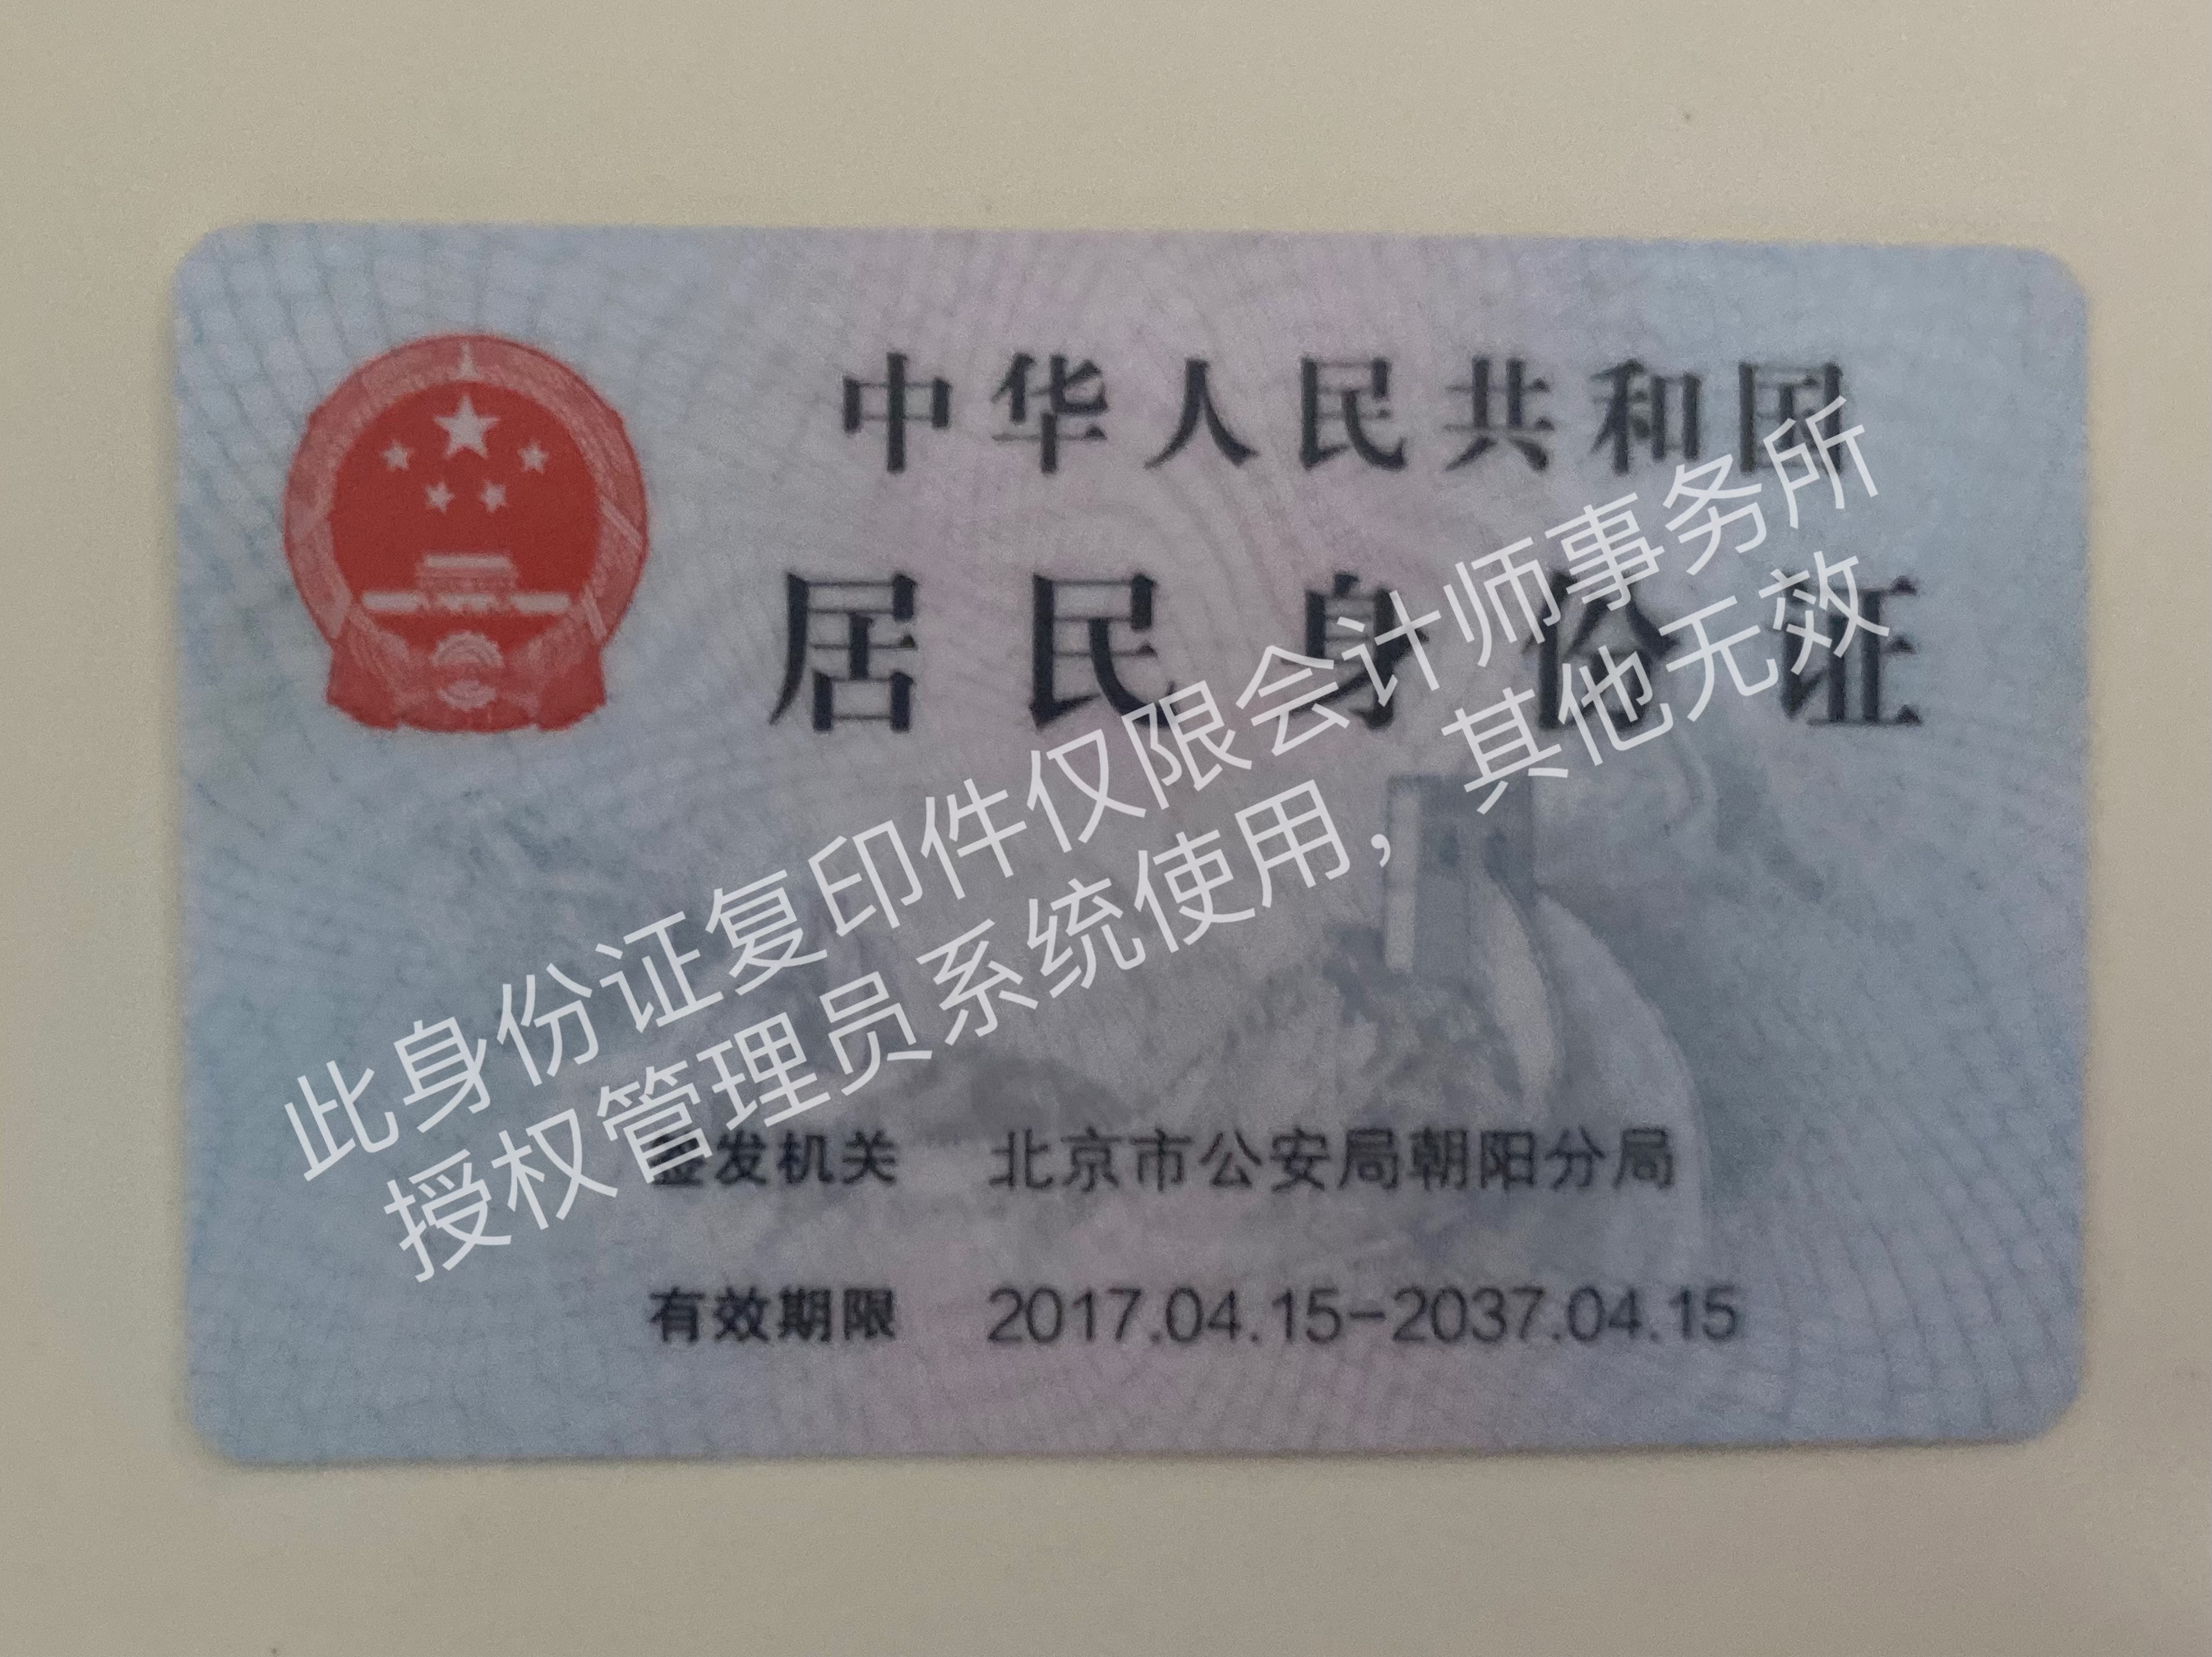 中华人民共和国
居民身份证
此身份证复印件仅限会计师事务所
授权管理员系统使用，其他无效
签发机关 北京市公安局朝阳分局
有效期限 2017.04.15-2037.04.15